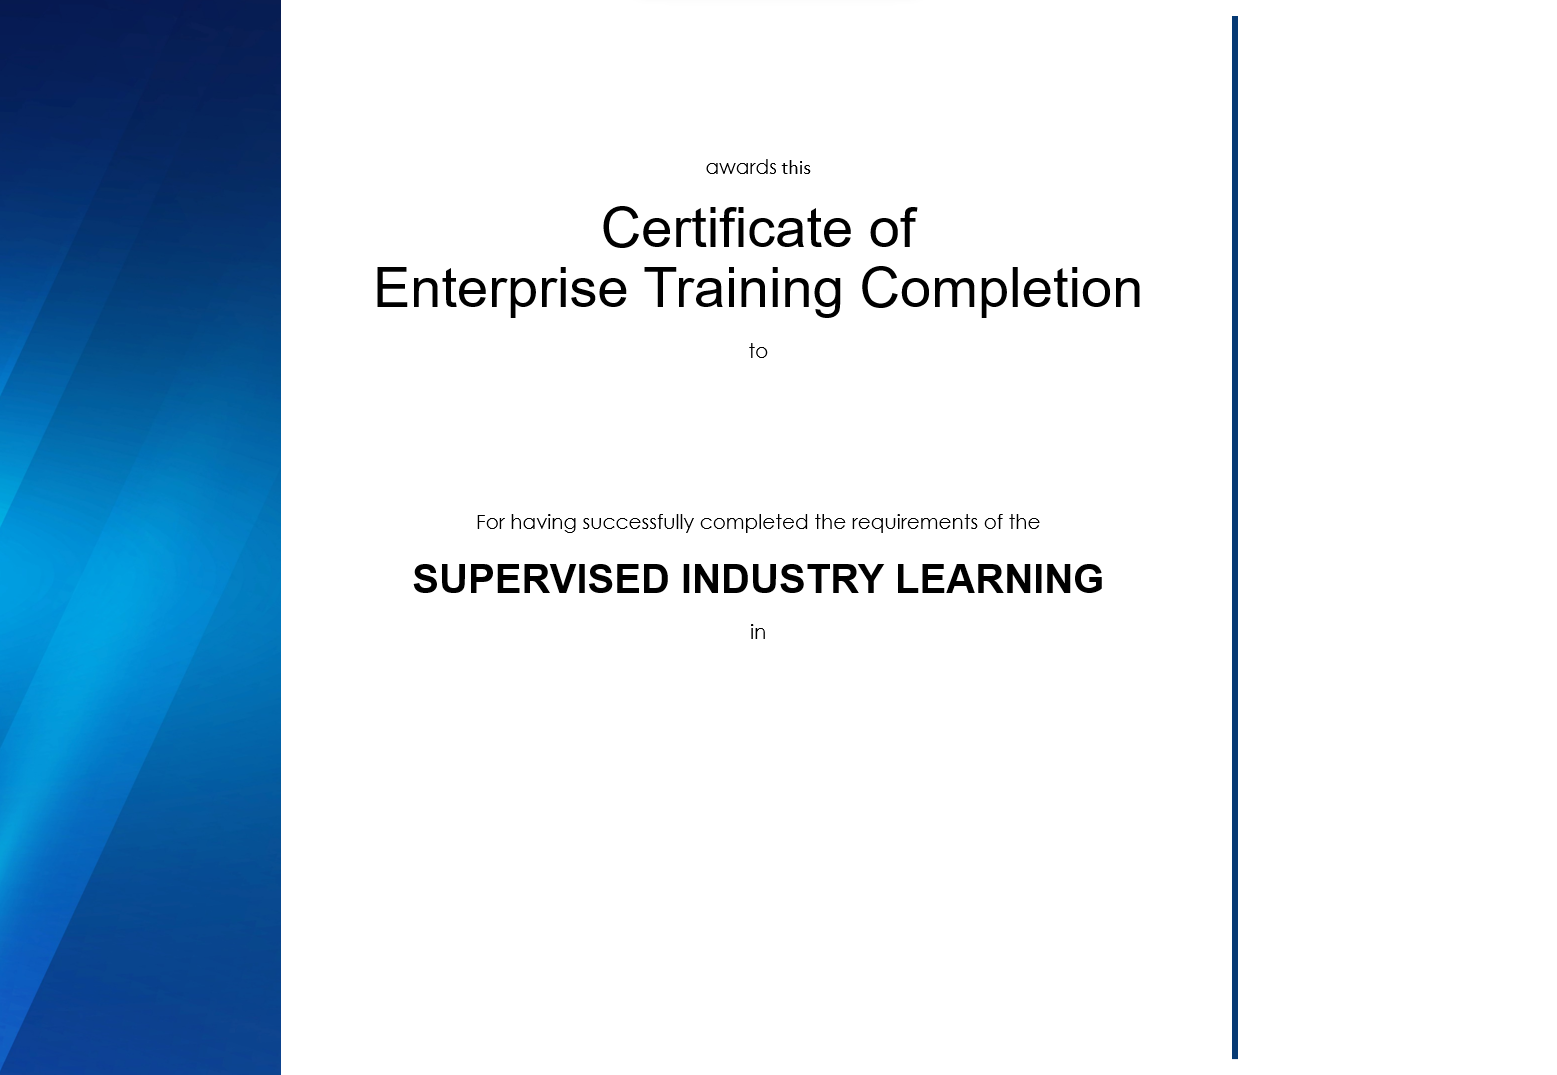 awards this
Certificate of
Enterprise Training Completion
to
For having successfully completed the requirements of the
SUPERVISED INDUSTRY LEARNING
in